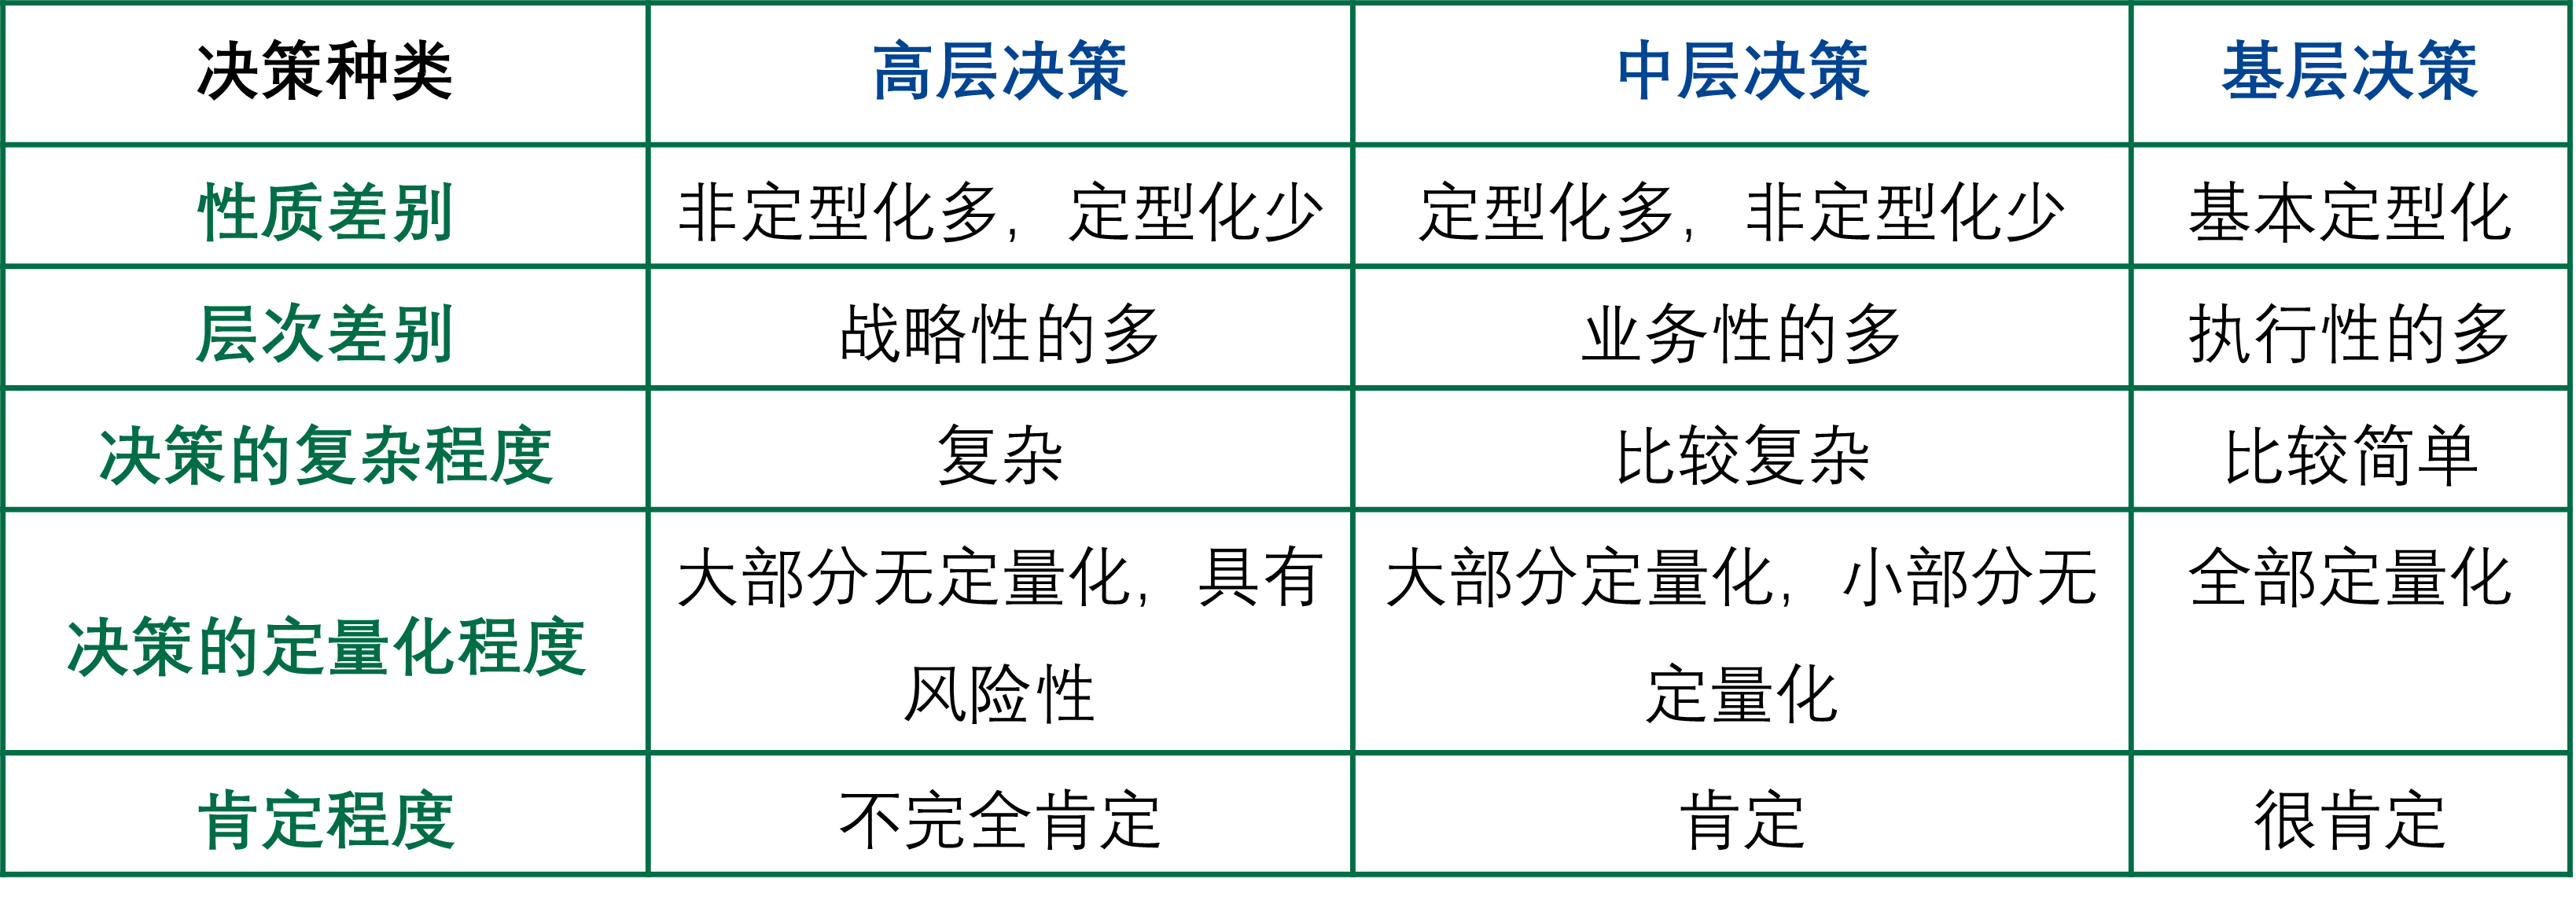 决策种类 高层决策 中层决策 基层决策
性质差别 非定型化多，定型化少 定型化多，非定型化少 基本定型化
层次差别 战略性的多 业务性的多 执行性的多
决策的复杂程度 复杂 比较复杂 比较简单
决策的定量化程度 大部分无定量化，具有 大部分定量化，小部分无 全部定量化
风险性 定量化
肯定程度 不完全肯定 肯定 很肯定